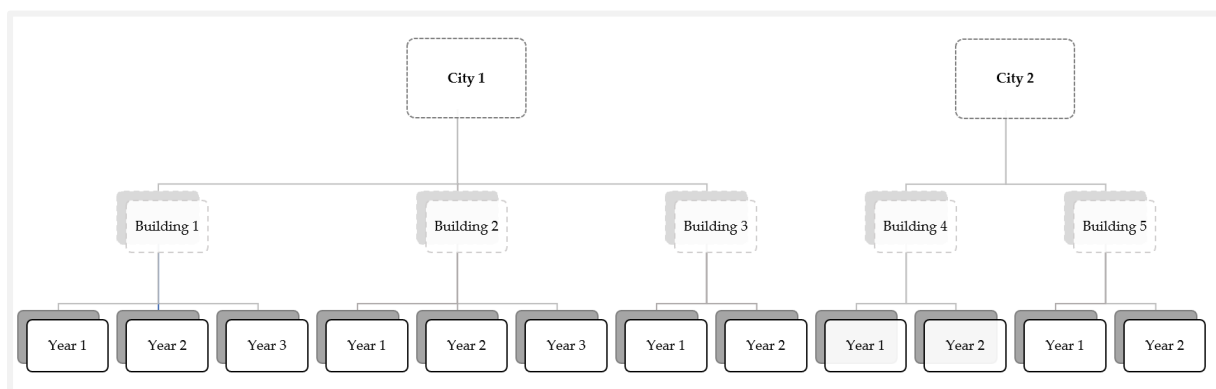 City 1
City 2
Building 1
Building 2
Building 3
Building 4
Building 5
Year 1
Year 2
Year 3
Year 1
Year 2
Year 3
Year 1
Year 2
Year 1
Year 2
Year 1
Year 2